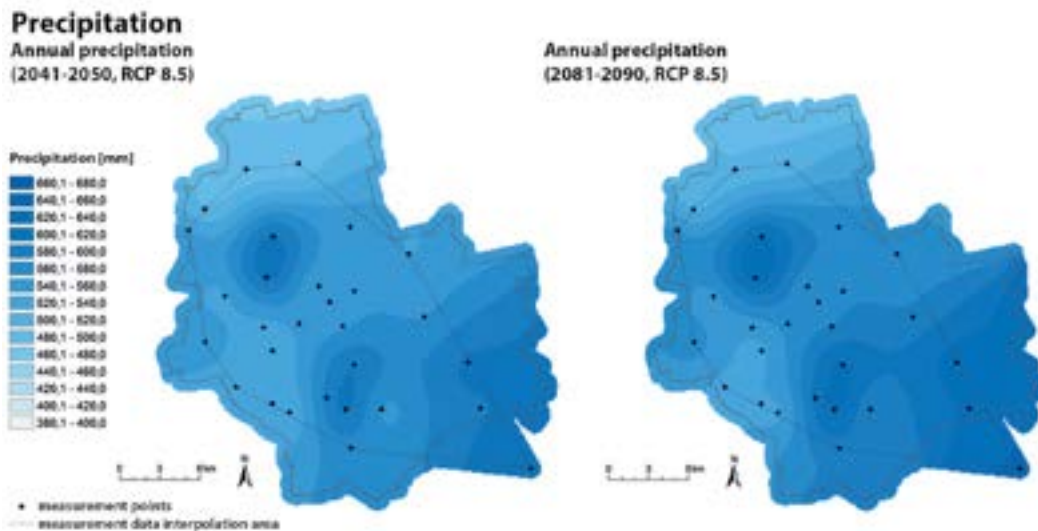 Precipitation
Annual precipitation
(2041-2050, RCP 8.5)
Annual precipitation
(2081-2090, RCP 8.5)
Precipitation [mm]
660,1 - 680,0
640,1 - 660,0
620,1 - 640,0
600,1 - 620,0
580,1 - 600,0
560,1 - 580,0
540,1 - 560,0
520,1 - 540,0
500,1 - 520,0
480,1 - 500,0
460,1 - 480,0
440,1 - 460,0
420,1 - 440,0
400,1 - 420,0
380,1 - 400,0
N
N
measurement points
measurement data interpolation area